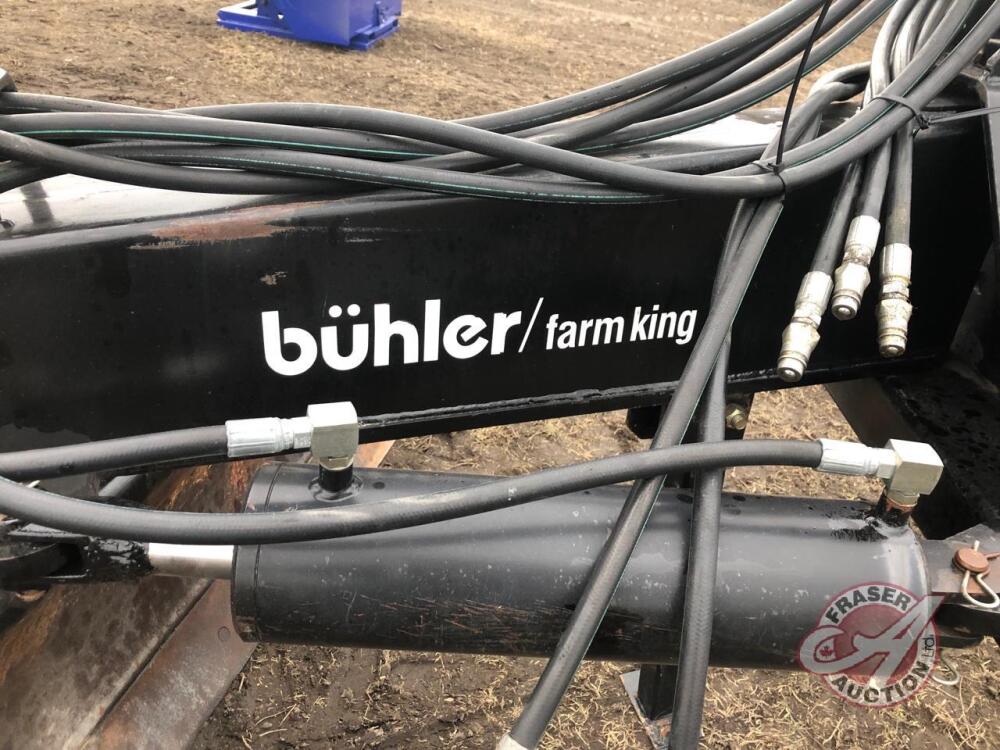 bühler/farm king
FRASER
AUCTION Ltd.